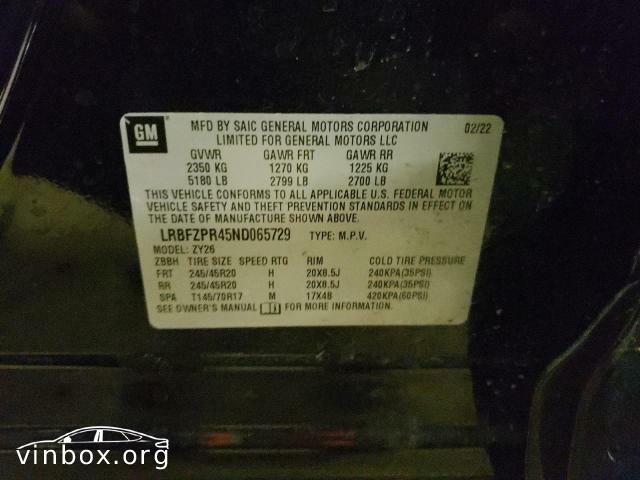 GM
MFD BY SAIC GENERAL MOTORS CORPORATION 02/22
LIMITED FOR GENERAL MOTORS LLC
GVWR GAWR FRT GAWR RR
2350 KG 1270 KG 1225 KG
5180 LB 2799 LB 2700 LB
THIS VEHICLE CONFORMS TO ALL APPLICABLE U.S. FEDERAL MOTOR
VEHICLE SAFETY AND THEFT PREVENTION STANDARDS IN EFFECT ON
THE DATE OF MANUFACTURE SHOWN ABOVE.
LRBFZPR45ND065729 TYPE: M.P.V.
MODEL: ZY26
ZBBH TIRE SIZE SPEED RTG RIM COLD TIRE PRESSURE
FRT 245/45R20 H 20X8.5J 240KPA(35PSI)
RR 245/45R20 H 20X8.5J 240KPA(35PSI)
SPA T145/70R17 M 17X4B 420KPA(60PSI)
SEE OWNER'S MANUAL FOR MORE INFORMATION.
vinbox.org